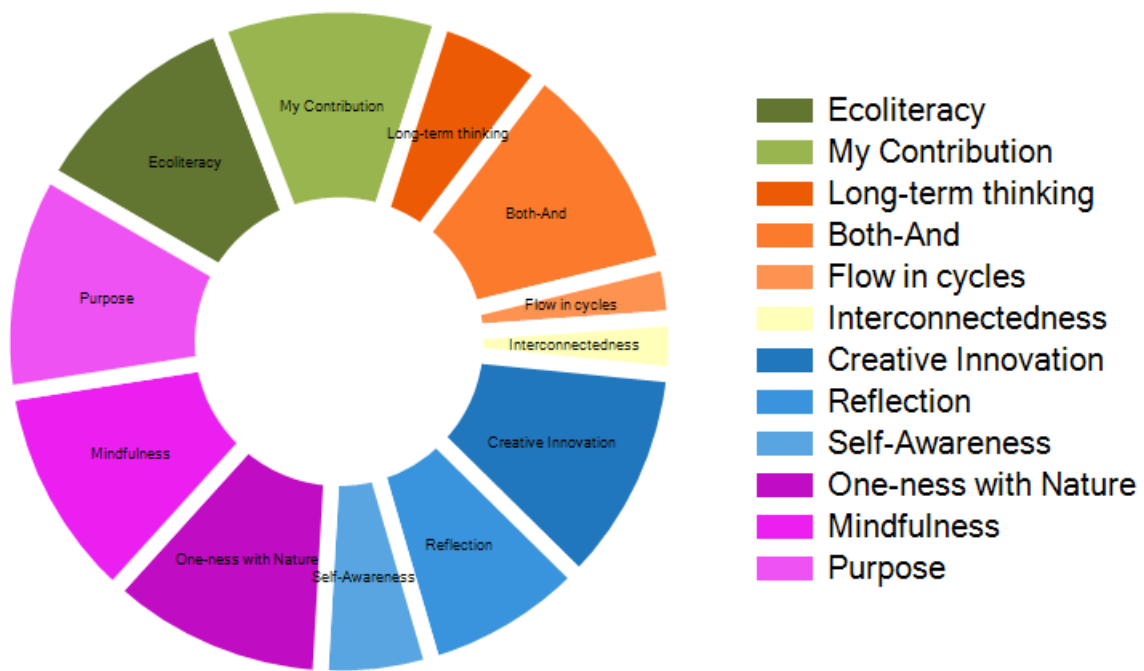 My Contribution
Long-term thinking
Ecoliteracy
Both-And
Purpose
Flow in cycles
Interconnectedness
Creative Innovation
Mindfulness
Reflection
One-ness with Nature
Self-Awareness
Ecoliteracy
My Contribution
Long-term thinking
Both-And
Flow in cycles
Interconnectedness
Creative Innovation
Reflection
Self-Awareness
One-ness with Nature
Mindfulness
Purpose